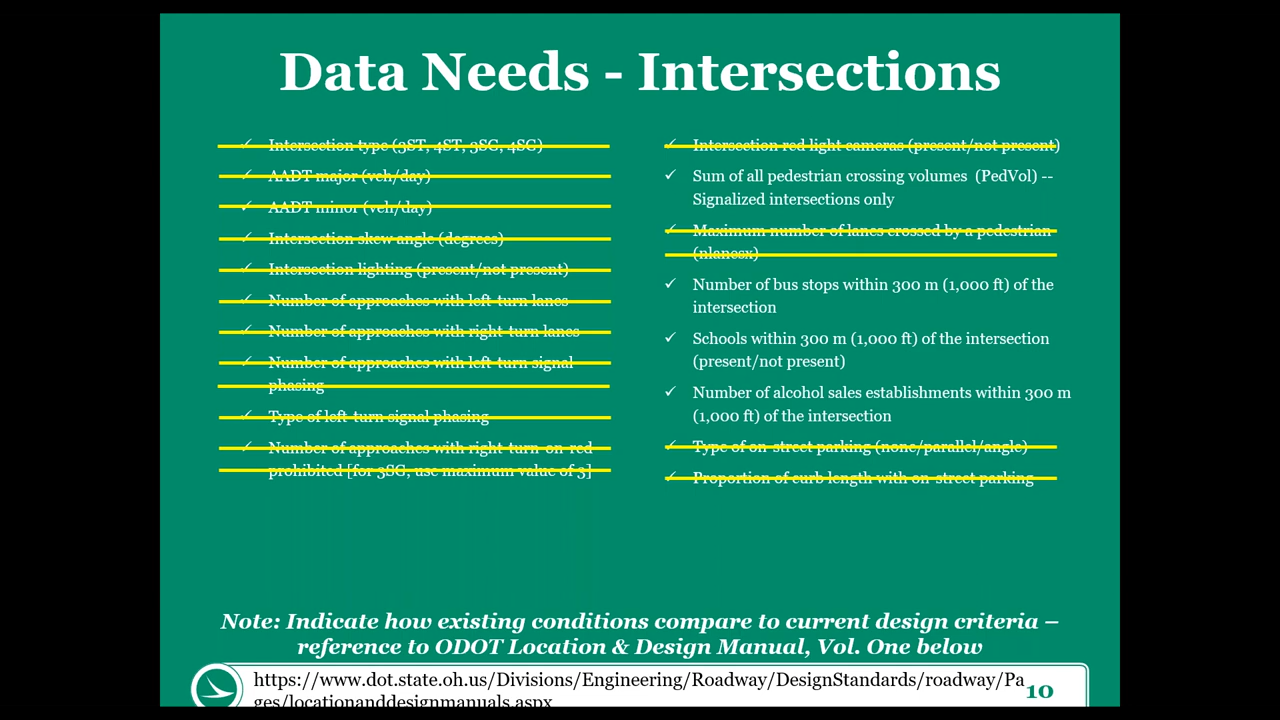 Data Needs - Intersections
Intersection type (3ST, 4ST, 3SG, 4SG)
AADT major (veh/day)
AADT minor (veh/day)
Intersection skew angle (degrees)
Intersection lighting (present/not present)
Number of approaches with left-turn lanes
Number of approaches with right-turn lanes
Number of approaches with left-turn signal
phasing
Type of left-turn signal phasing
Number of approaches with right-turn-on-red
prohibited [for 3SG, use maximum value of 3]
Intersection red light cameras (present/not present)
Sum of all pedestrian crossing volumes (PedVol) --
Signalized intersections only
Maximum number of lanes crossed by a pedestrian
(nlanesx)
Number of bus stops within 300 m (1,000 ft) of the
intersection
Schools within 300 m (1,000 ft) of the intersection
(present/not present)
Number of alcohol sales establishments within 300 m
(1,000 ft) of the intersection
Type of on-street parking (none/parallel/angle)
Proportion of curb length with on-street parking
Note: Indicate how existing conditions compare to current design criteria –
reference to ODOT Location & Design Manual, Vol. One below
https://www.dot.state.oh.us/Divisions/Engineering/Roadway/DesignStandards/roadway/Pa
ges/locationanddesignmanuals.aspx
10